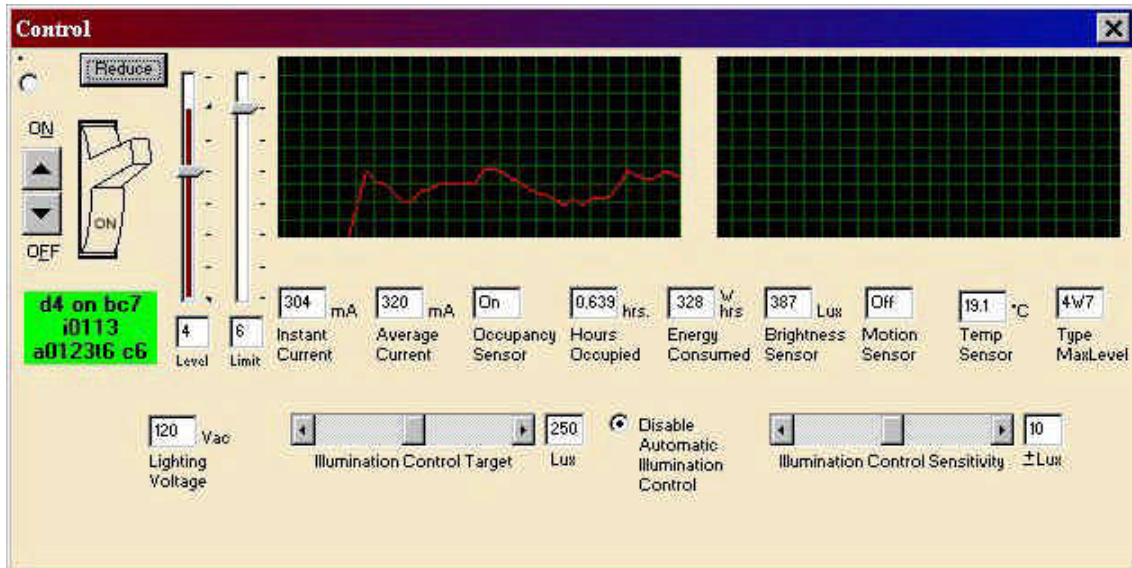 Control
Reduce
ON
ON
OFF
d4 on bc7
i0113
a0123t6 c6
4
Level
6
Limit
304 mA
Instant
Current
320 mA
Average
Current
On
Occupancy
Sensor
0.639 hrs.
Hours
Occupied
328 W
hrs
Energy
Consumed
387 Lux
Brightness
Sensor
Off
Motion
Sensor
19.1 °C
Temp
Sensor
4W7
Type
MaxLevel
120 Vac
Lighting
Voltage
Illumination Control Target
250
Lux
Disable
Automatic
Illumination
Control
Illumination Control Sensitivity
10
±Lux